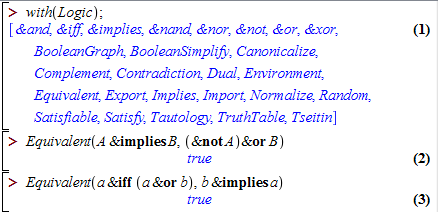 > with(Logic);
[&and, &iff, &implies, &nand, &nor, &not, &or, &xor, (1)
BooleanGraph, BooleanSimplify, Canonicalize,
Complement, Contradiction, Dual, Environment,
Equivalent, Export, Implies, Import, Normalize, Random,
Satisfiable, Satisfy, Tautology, TruthTable, Tseitin]
> Equivalent(A &implies B, (&not A) &or B)
true (2)
> Equivalent(a &iff (a &or b), b &implies a)
true (3)